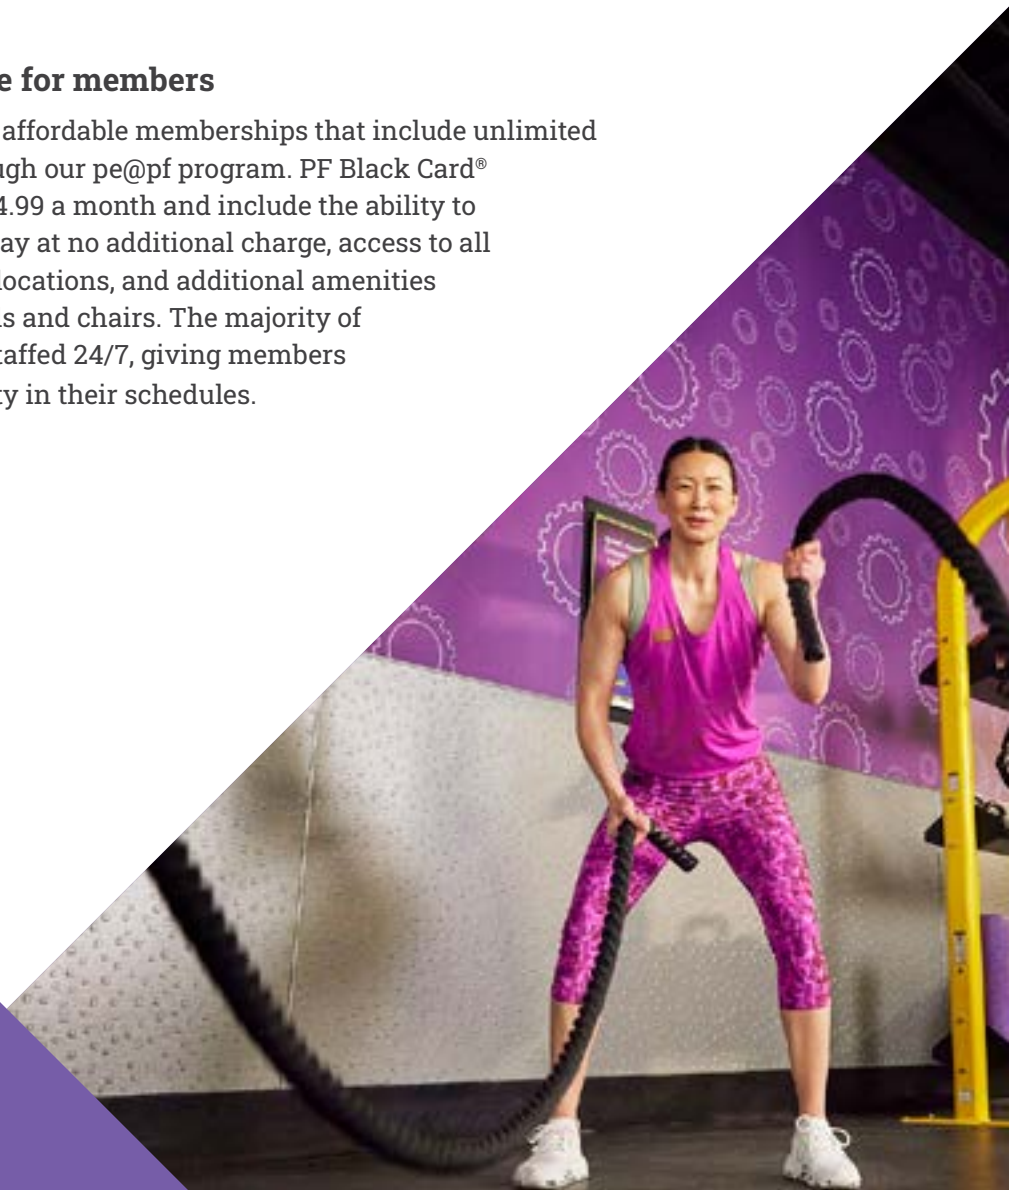 e for members
affordable memberships that include unlimited
ugh our pe@pf program. PF Black Card®
4.99 a month and include the ability to
ay at no additional charge, access to all
locations, and additional amenities
s and chairs. The majority of
taffed 24/7, giving members
ty in their schedules.